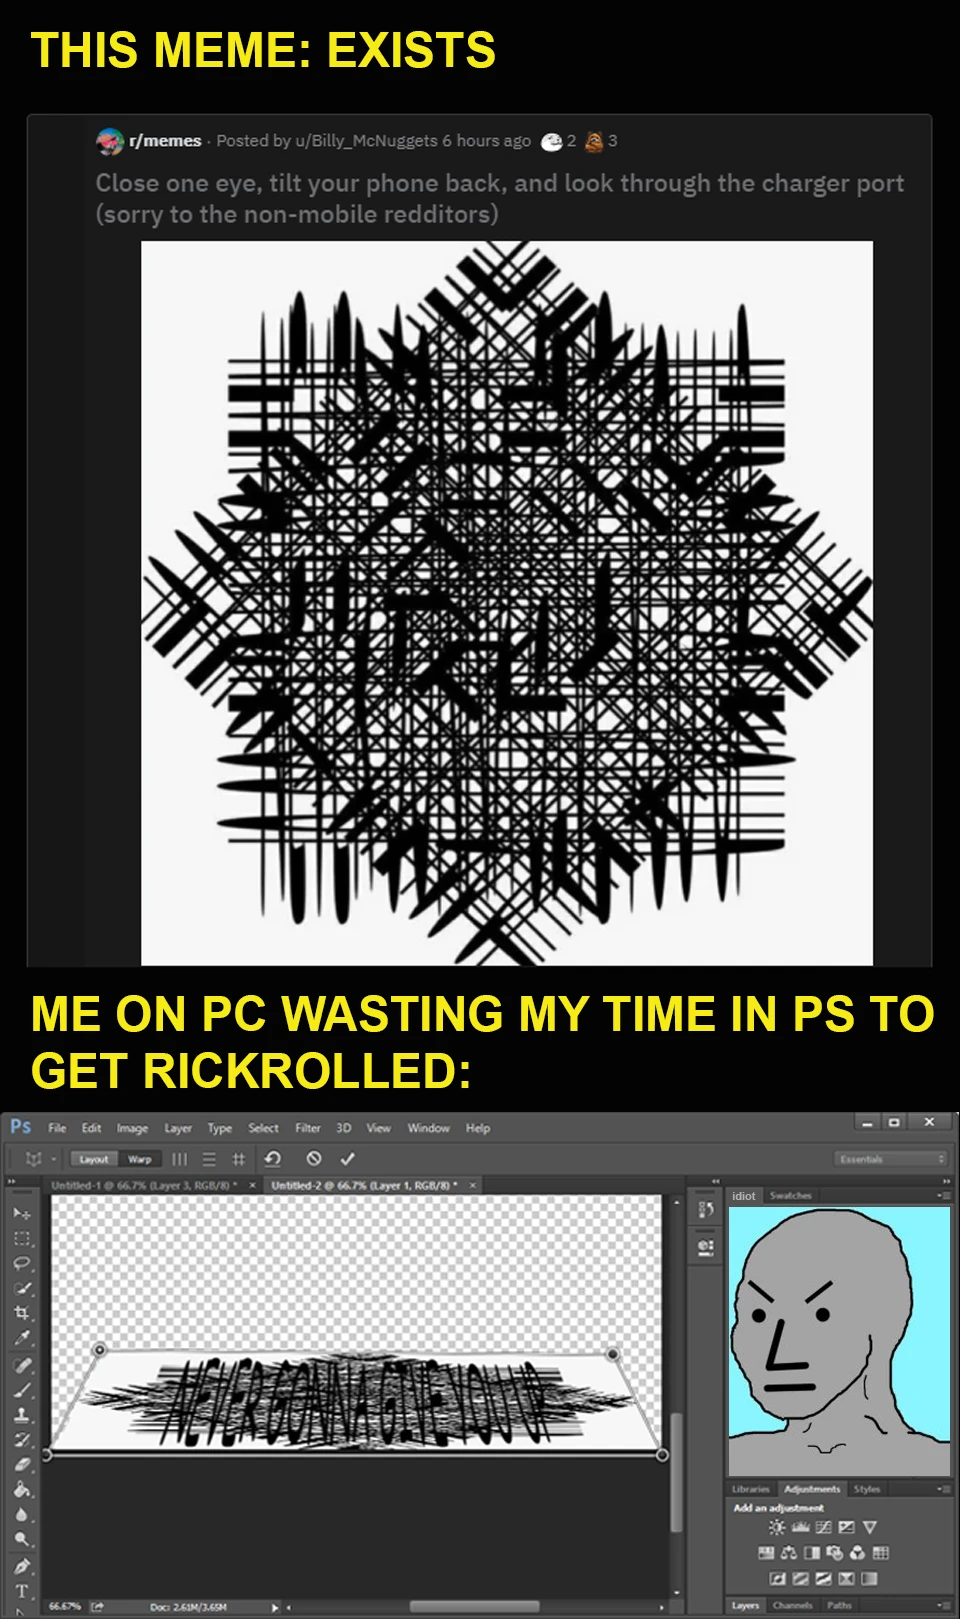 THIS MEME: EXISTS
r/memes · Posted by u/Billy_McNuggets 6 hours ago 2 3
Close one eye, tilt your phone back, and look through the charger port
(sorry to the non-mobile redditors)
ME ON PC WASTING MY TIME IN PS TO
GET RICKROLLED:
Ps File Edit Image Layer Type Select Filter 3D View Window Help
Layout Warp Essentials
Untitled-1 @ 66.7% (Layer 3, RGB/8) * × Untitled-2 @ 66.7% (Layer 1, RGB/8) * ×
idiot Swatches
NEVER GONNA GIVE YOU UP
Libraries Adjustments Styles
Add an adjustment
66.67% Doc: 2.61M/3.65M
Layers Channels Paths